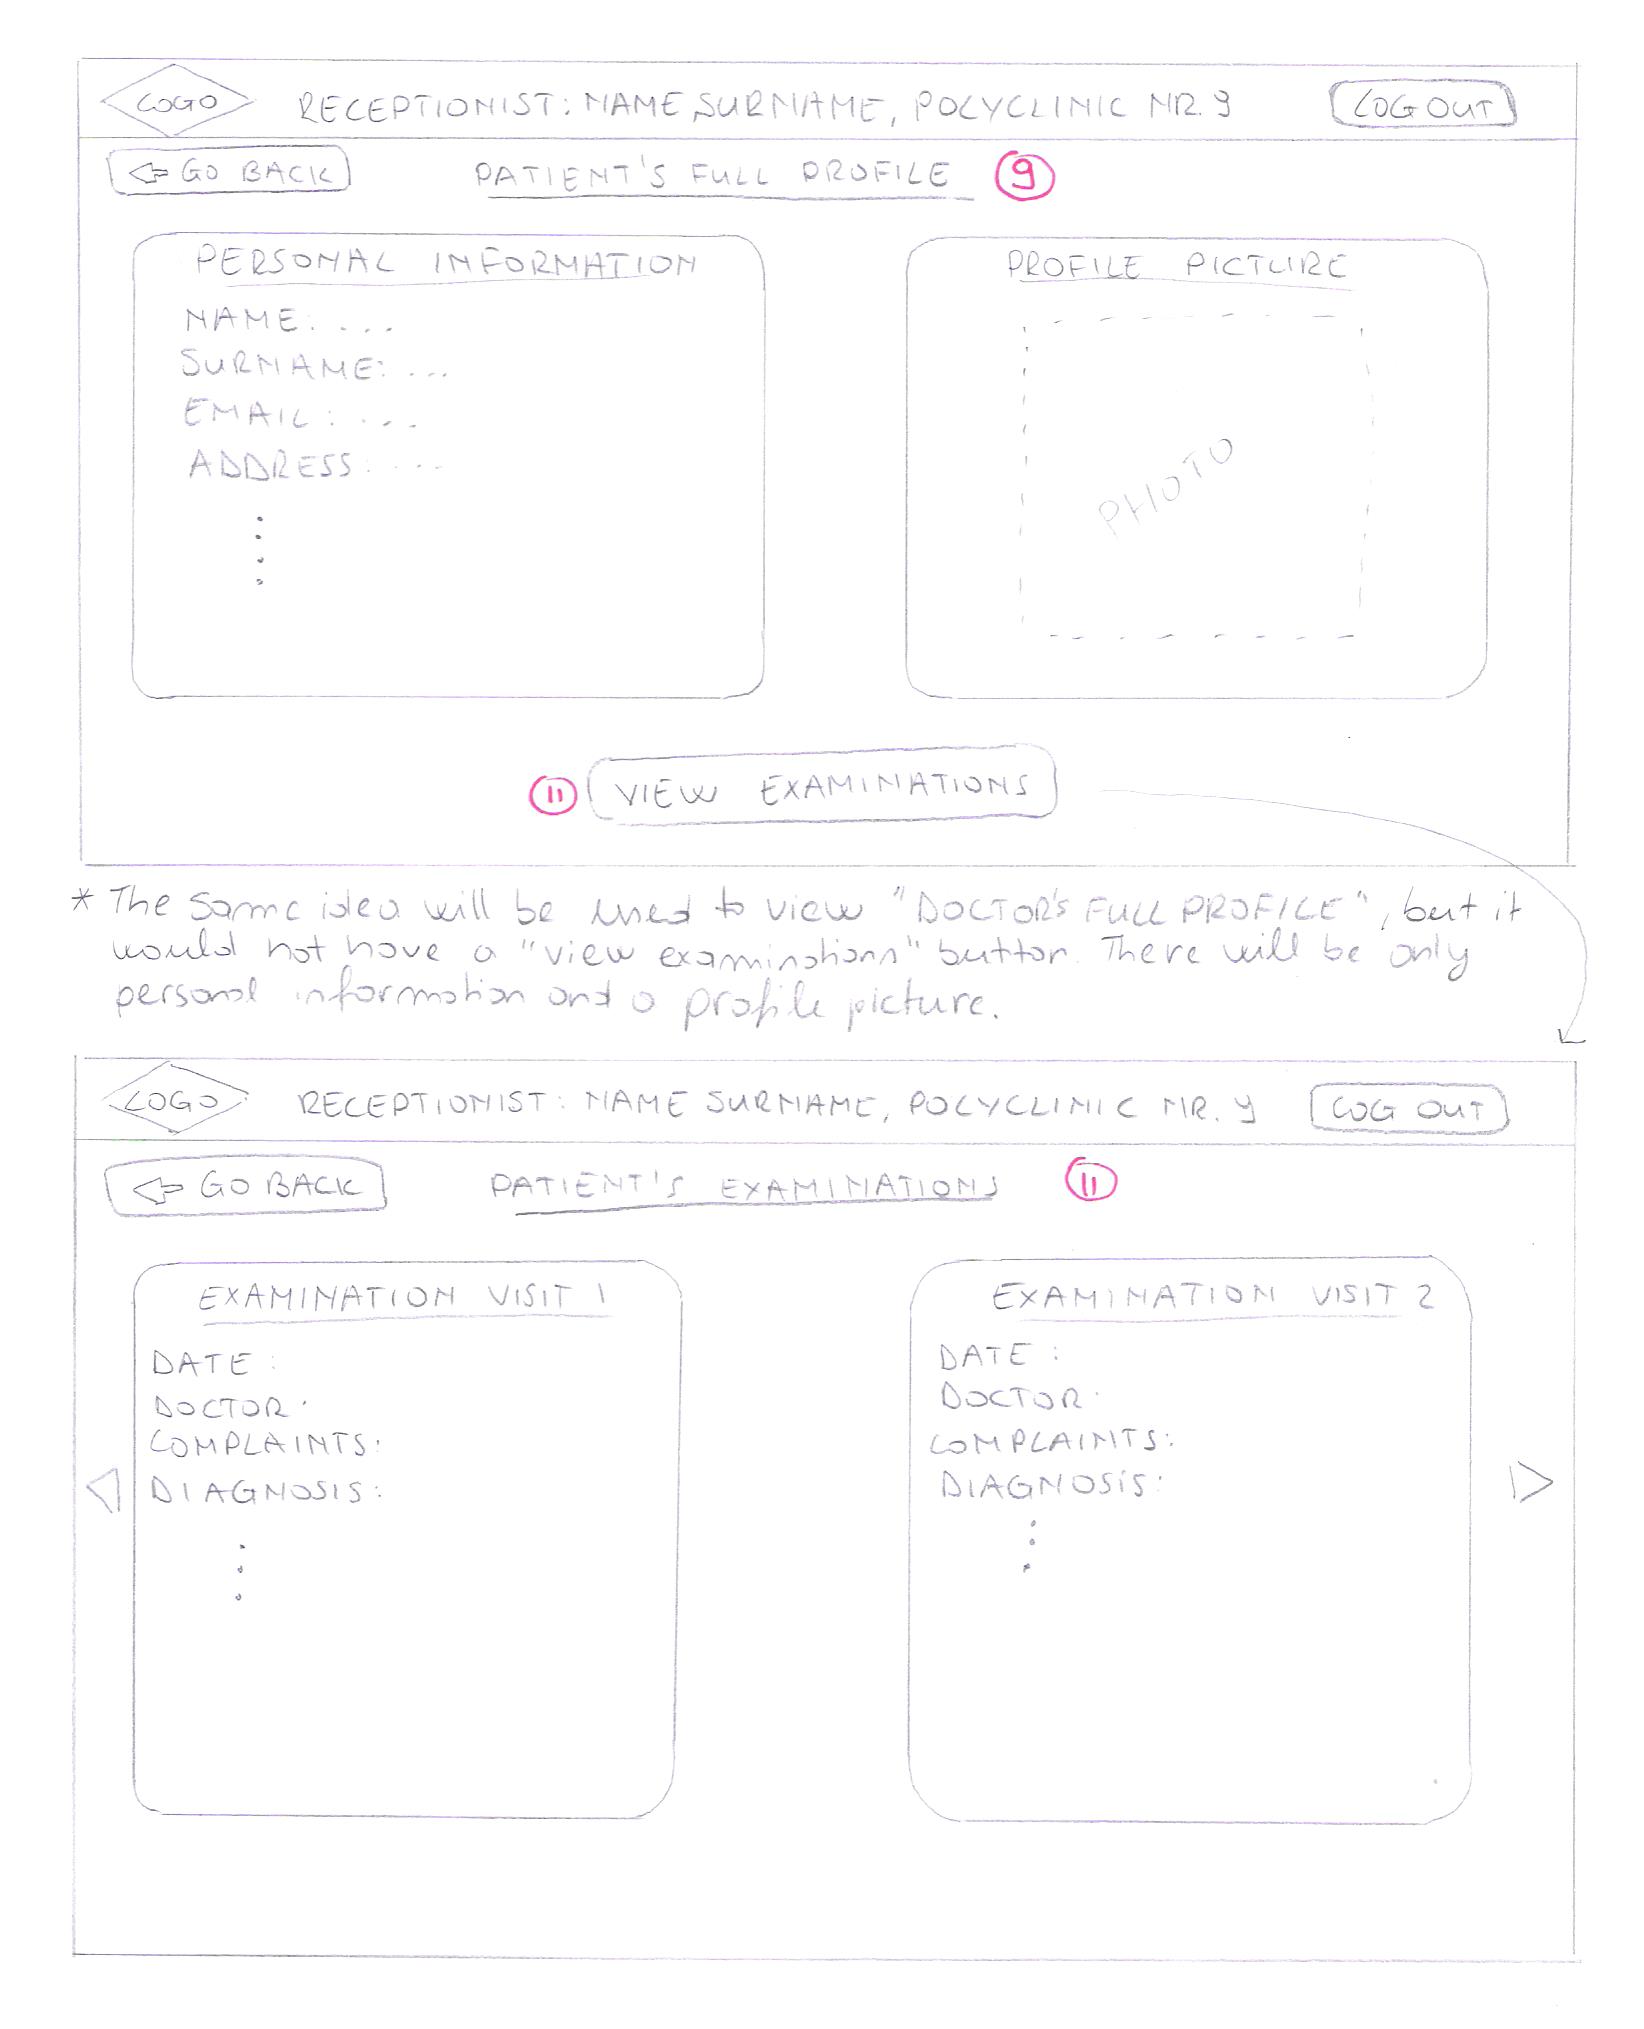 LOGO RECEPTIONIST: NAME SURNAME, POLYCLINIC NR. 9 LOG OUT
GO BACK PATIENT'S FULL PROFILE 9
PERSONAL INFORMATION
NAME: ...
SURNAME: ...
EMAIL: ...
ADDRESS: ...
PROFILE PICTURE
PHOTO
11 VIEW EXAMINATIONS
* The same idea will be used to view "DOCTOR'S FULL PROFILE", but it
would not have a "view examinations" button. There will be only
personal information and a profile picture.
LOGO RECEPTIONIST: NAME SURNAME, POLYCLINIC NR. 9 LOG OUT
GO BACK PATIENT'S EXAMINATIONS 11
EXAMINATION VISIT 1
DATE:
DOCTOR:
COMPLAINTS:
DIAGNOSIS:
EXAMINATION VISIT 2
DATE:
DOCTOR:
COMPLAINTS:
DIAGNOSIS: